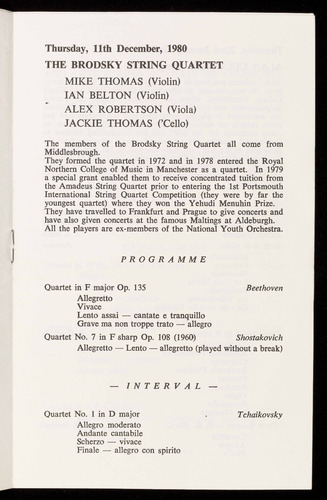 Thursday, 11th December, 1980
THE BRODSKY STRING QUARTET
MIKE THOMAS (Violin)
IAN BELTON (Violin)
ALEX ROBERTSON (Viola)
JACKIE THOMAS ('Cello)
The members of the Brodsky String Quartet all come from
Middlesbrough.
They formed the quartet in 1972 and in 1978 entered the Royal
Northern College of Music in Manchester as a quartet. In 1979
a special grant enabled them to receive concentrated tuition from
the Amadeus String Quartet prior to entering the 1st Portsmouth
International String Quartet Competition (they were by far the
youngest quartet) where they won the Yehudi Menuhin Prize.
They have travelled to Frankfurt and Prague to give concerts and
have also given concerts at the famous Maltings at Aldeburgh.
All the players are ex-members of the National Youth Orchestra.
PROGRAMME
Quartet in F major Op. 135 Beethoven
Allegretto
Vivace
Lento assai — cantate e tranquillo
Grave ma non troppo trato — allegro
Quartet No. 7 in F sharp Op. 108 (1960) Shostakovich
Allegretto — Lento — allegretto (played without a break)
— INTERVAL —
Quartet No. 1 in D major Tchaikovsky
Allegro moderato
Andante cantabile
Scherzo — vivace
Finale — allegro con spirito